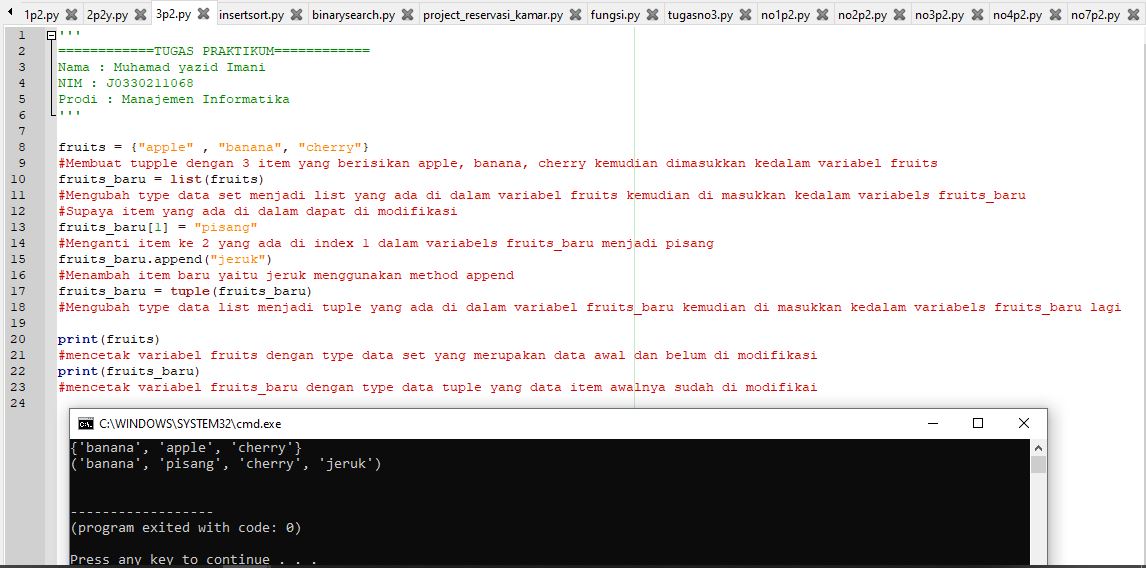 1p2.py 2p2y.py 3p2.py insertsort.py binarysearch.py project_reservasi_kamar.py fungsi.py tugasno3.py no1p2.py no2p2.py no3p2.py no4p2.py no7p2.py
1 '''
2 ============TUGAS PRAKTIKUM============
3 Nama : Muhamad yazid Imani
4 NIM : J0330211068
5 Prodi : Manajemen Informatika
6 '''
7
8 fruits = {"apple" , "banana", "cherry"}
9 #Membuat tupple dengan 3 item yang berisikan apple, banana, cherry kemudian dimasukkan kedalam variabel fruits
10 fruits_baru = list(fruits)
11 #Mengubah type data set menjadi list yang ada di dalam variabel fruits kemudian di masukkan kedalam variabels fruits_baru
12 #Supaya item yang ada di dalam dapat di modifikasi
13 fruits_baru[1] = "pisang"
14 #Menganti item ke 2 yang ada di index 1 dalam variabels fruits_baru menjadi pisang
15 fruits_baru.append("jeruk")
16 #Menambah item baru yaitu jeruk menggunakan method append
17 fruits_baru = tuple(fruits_baru)
18 #Mengubah type data list menjadi tuple yang ada di dalam variabel fruits_baru kemudian di masukkan kedalam variabels fruits_baru lagi
19
20 print(fruits)
21 #mencetak variabel fruits dengan type data set yang merupakan data awal dan belum di modifikasi
22 print(fruits_baru)
23 #mencetak variabel fruits_baru dengan type data tuple yang data item awalnya sudah di modifikai
24
C:\WINDOWS\SYSTEM32\cmd.exe
{'banana', 'apple', 'cherry'}
('banana', 'pisang', 'cherry', 'jeruk')
------------------
(program exited with code: 0)
Press any key to continue . . .